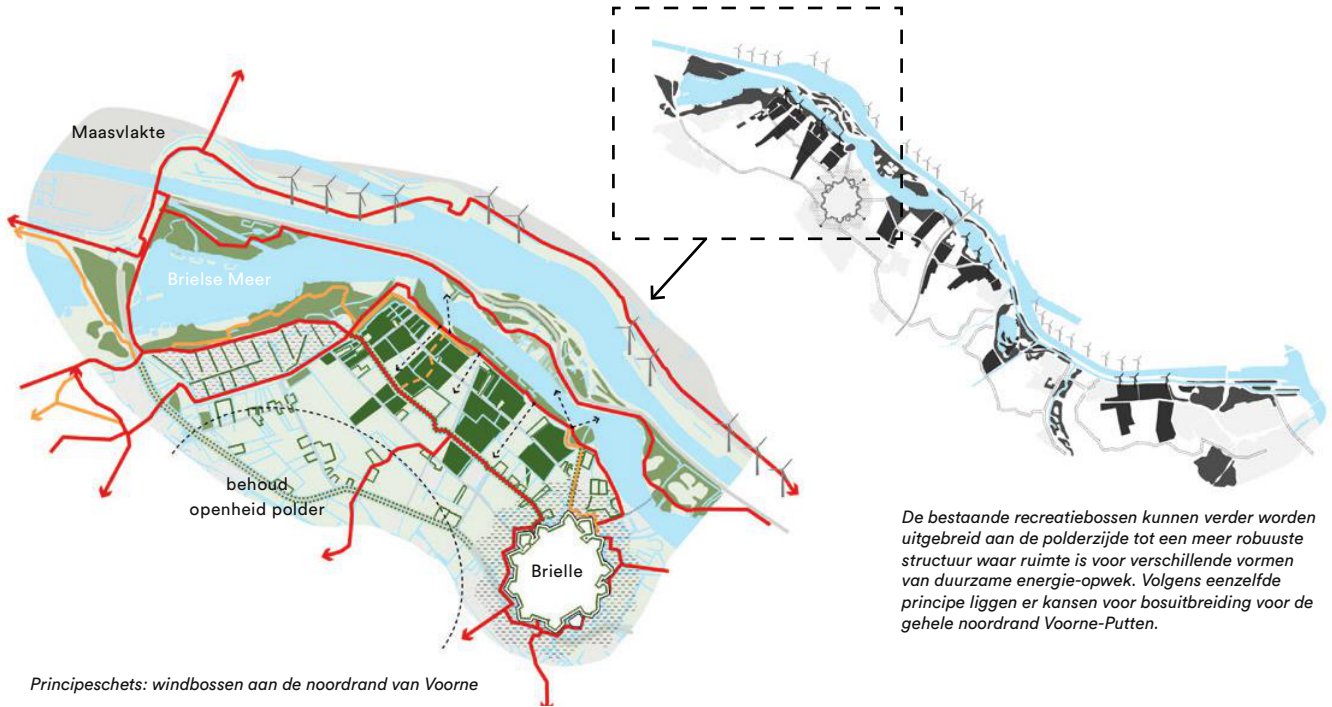 Maasvlakte
Brielse Meer
behoud
openheid polder
Brielle
De bestaande recreatiebossen kunnen verder worden
uitgebreid aan de polderzijde tot een meer robuuste
structuur waar ruimte is voor verschillende vormen
van duurzame energie-opwek. Volgens eenzelfde
principe liggen er kansen voor bosuitbreiding voor de
gehele noordrand Voorne-Putten.
Principeschets: windbossen aan de noordrand van Voorne